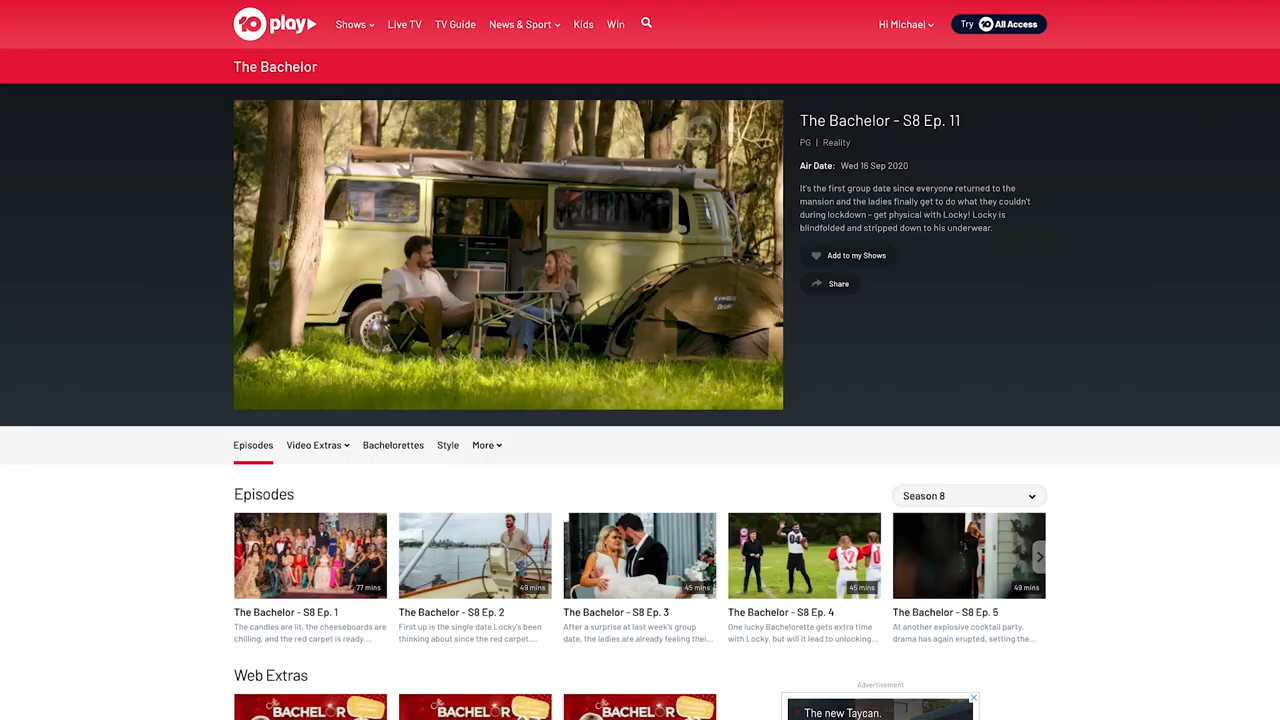 10 play
Shows
Live TV
TV Guide
News & Sport
Kids
Win
Hi Michael
Try 10 All Access
The Bachelor
The Bachelor - S8 Ep. 11
PG | Reality
Air Date: Wed 16 Sep 2020
It's the first group date since everyone returned to the
mansion and the ladies finally get to do what they couldn't
during lockdown - get physical with Locky! Locky is
blindfolded and stripped down to his underwear.
Add to my Shows
Share
Episodes
Video Extras
Bachelorettes
Style
More
Episodes
Season 8
77 mins
49 mins
45 mins
45 mins
49 mins
The Bachelor - S8 Ep. 1
The candles are lit, the cheeseboards are
chilling, and the red carpet is ready....
The Bachelor - S8 Ep. 2
First up is the single date Locky's been
thinking about since the red carpet....
The Bachelor - S8 Ep. 3
After a surprise at last week's group
date, the ladies are already feeling thei...
The Bachelor - S8 Ep. 4
One lucky Bachelorette gets extra time
with Locky, but will it lead to unlocking...
The Bachelor - S8 Ep. 5
At another explosive cocktail party,
drama has again erupted, setting the...
Web Extras
Advertisement
The BACHELOR
The BACHELOR
The BACHELOR
The new Taycan.